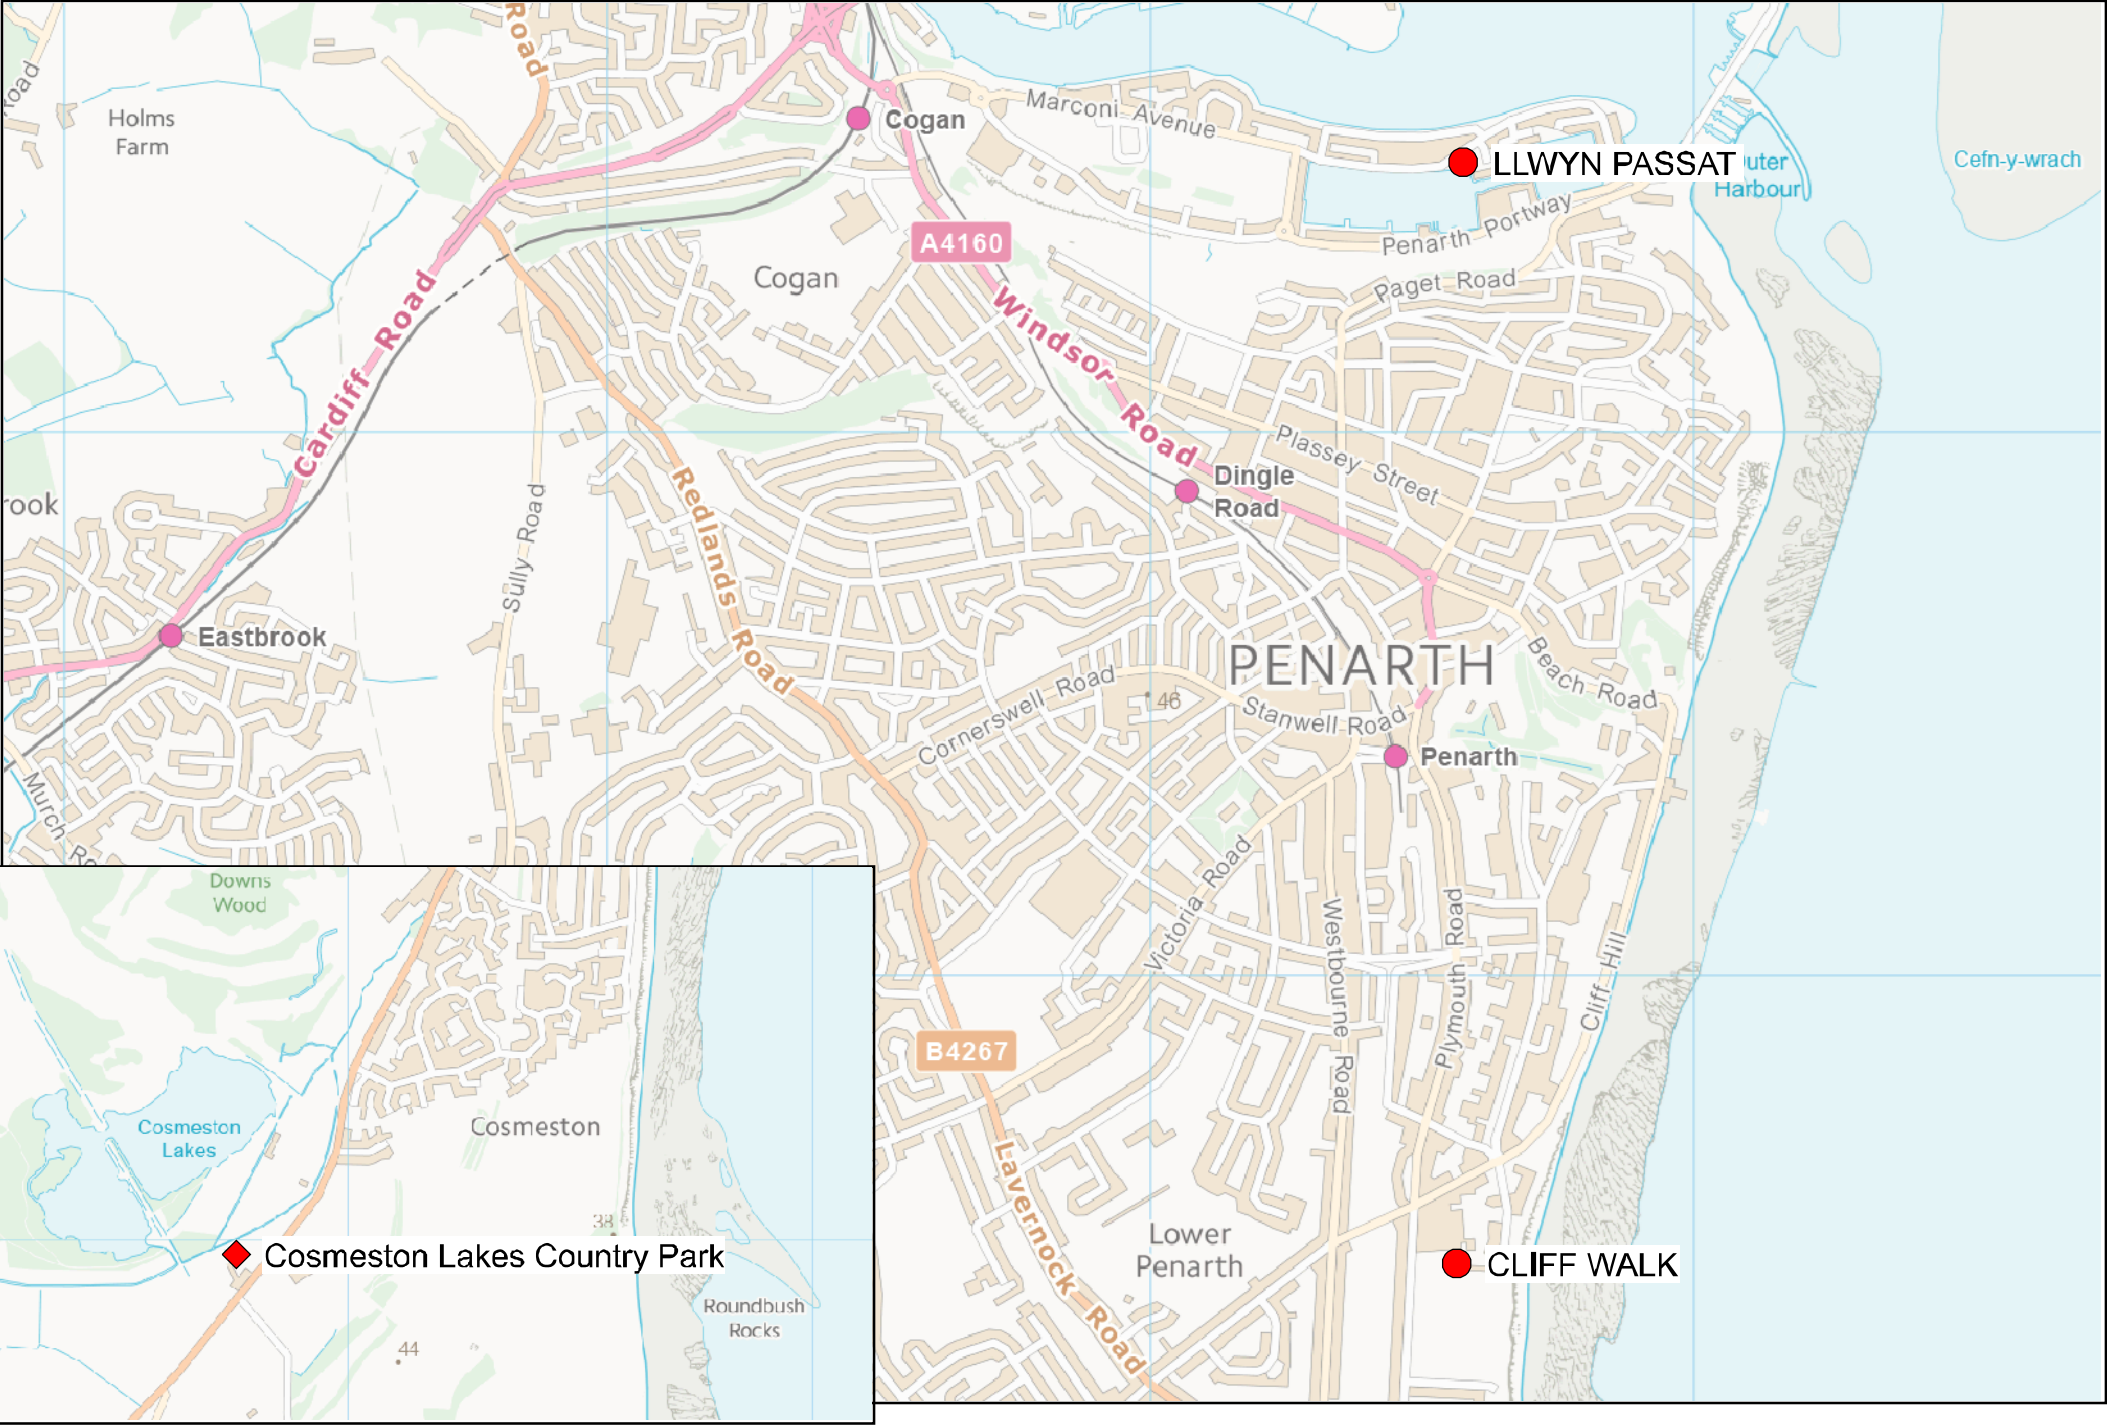 Road
road
Holms
Farm
Cogan
Marconi Avenue
LLWYN PASSAT
Outer
Harbour
Cefn-y-wrach
A4160
Penarth Portway
Paget Road
Cogan
Cardiff Road
Windsor Road
Plassey Street
Dingle
Road
rook
Sully Road
Redlands Road
Eastbrook
PENARTH
Beach Road
Cornerswell Road
46
Stanwell Road
Penarth
Murch
Victoria Road
Westbourne Road
Plymouth Road
Cliff Hill
B4267
Lavernock Road
Lower
Penarth
CLIFF WALK
Downs
Wood
Cosmeston
Lakes
Cosmeston
38
Cosmeston Lakes Country Park
Roundbush
Rocks
44